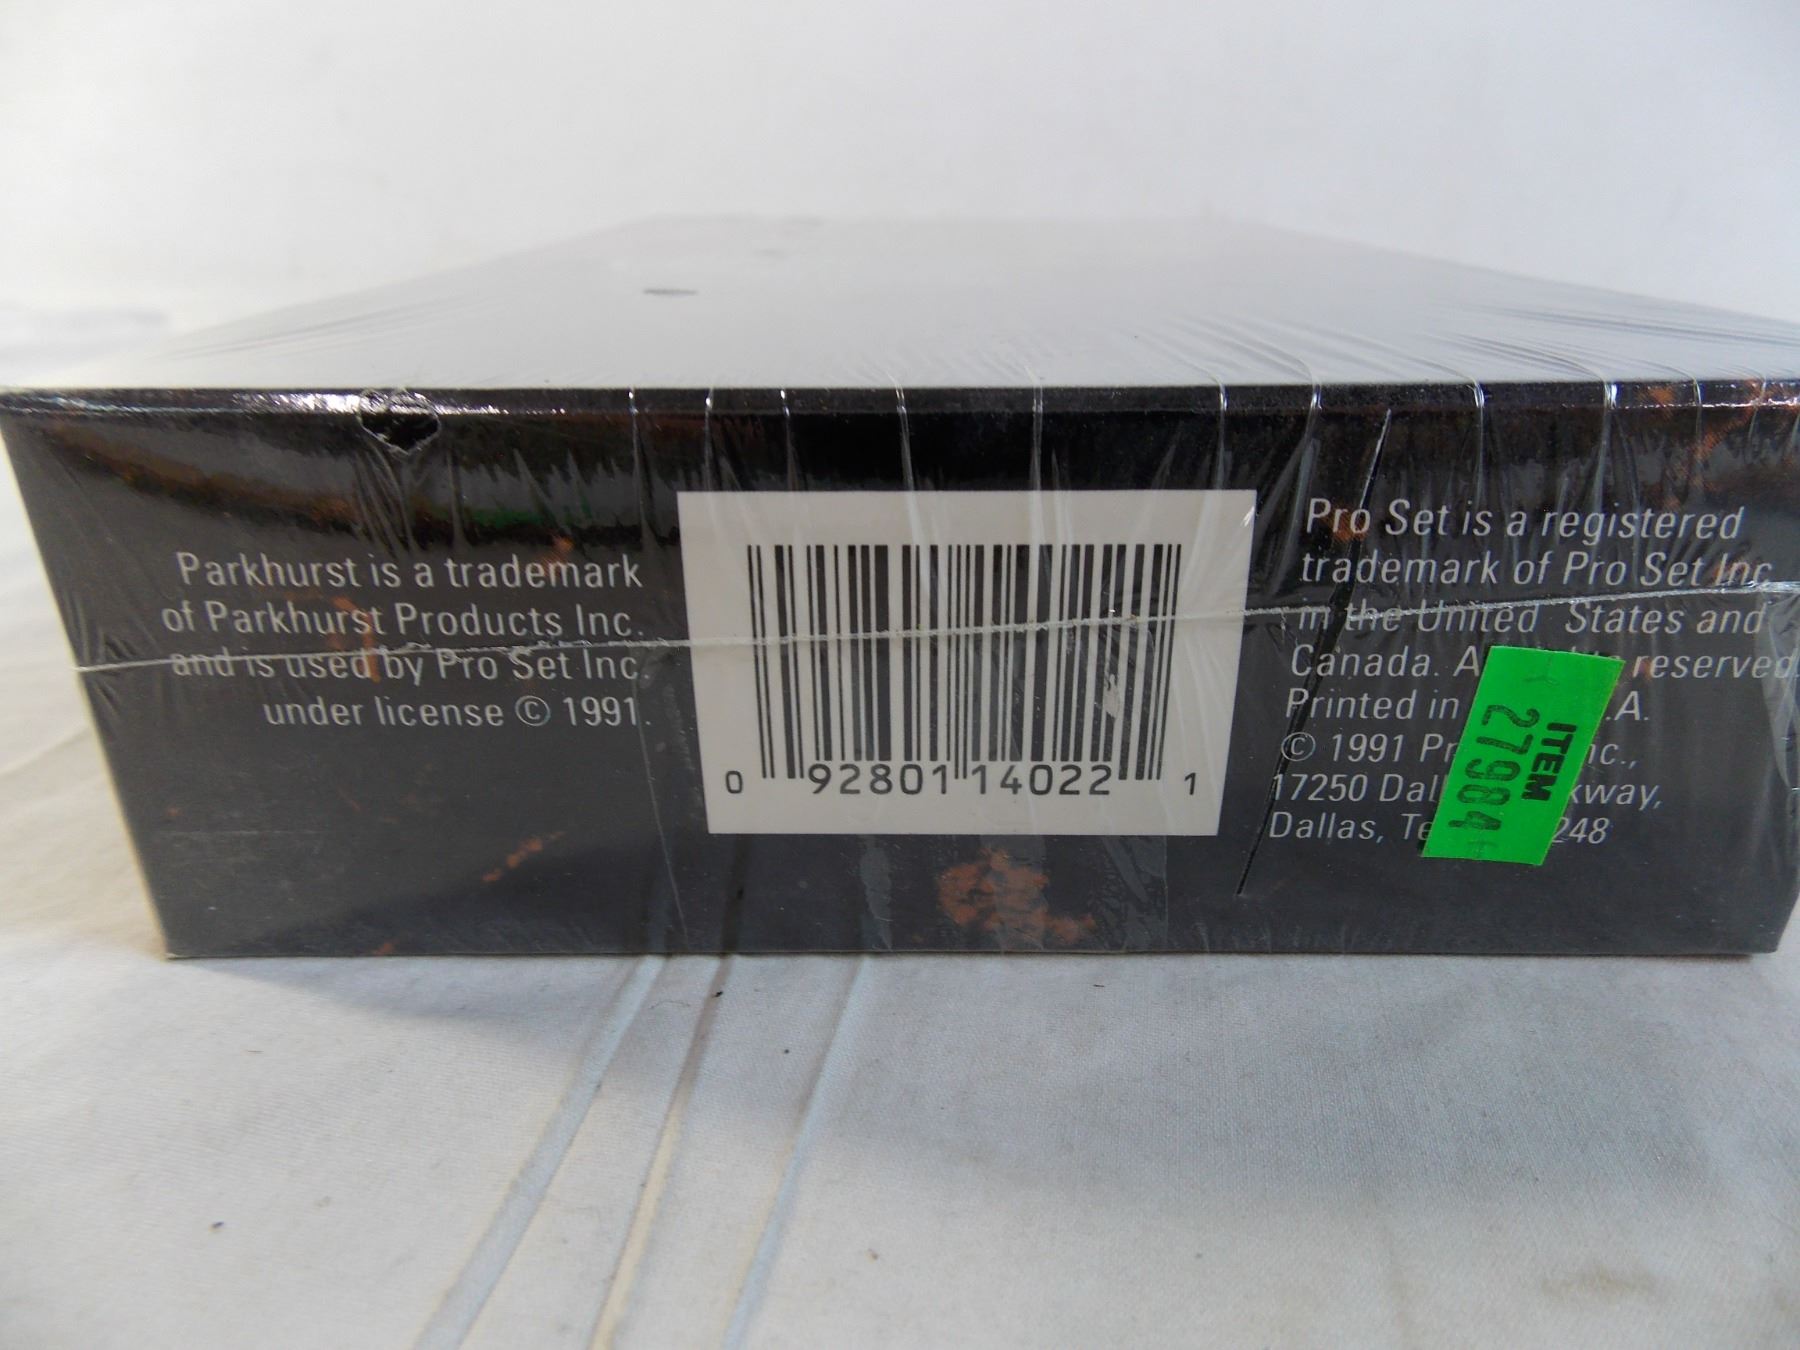 Parkhurst is a trademark
of Parkhurst Products Inc.
and is used by Pro Set Inc.
under license © 1991.
0 92801 14022 1
Pro Set is a registered
trademark of Pro Set Inc.
in the United States and
Canada. reserved.
Printed in
© 1991 Inc.,
17250
Dallas,
ITEM
27984